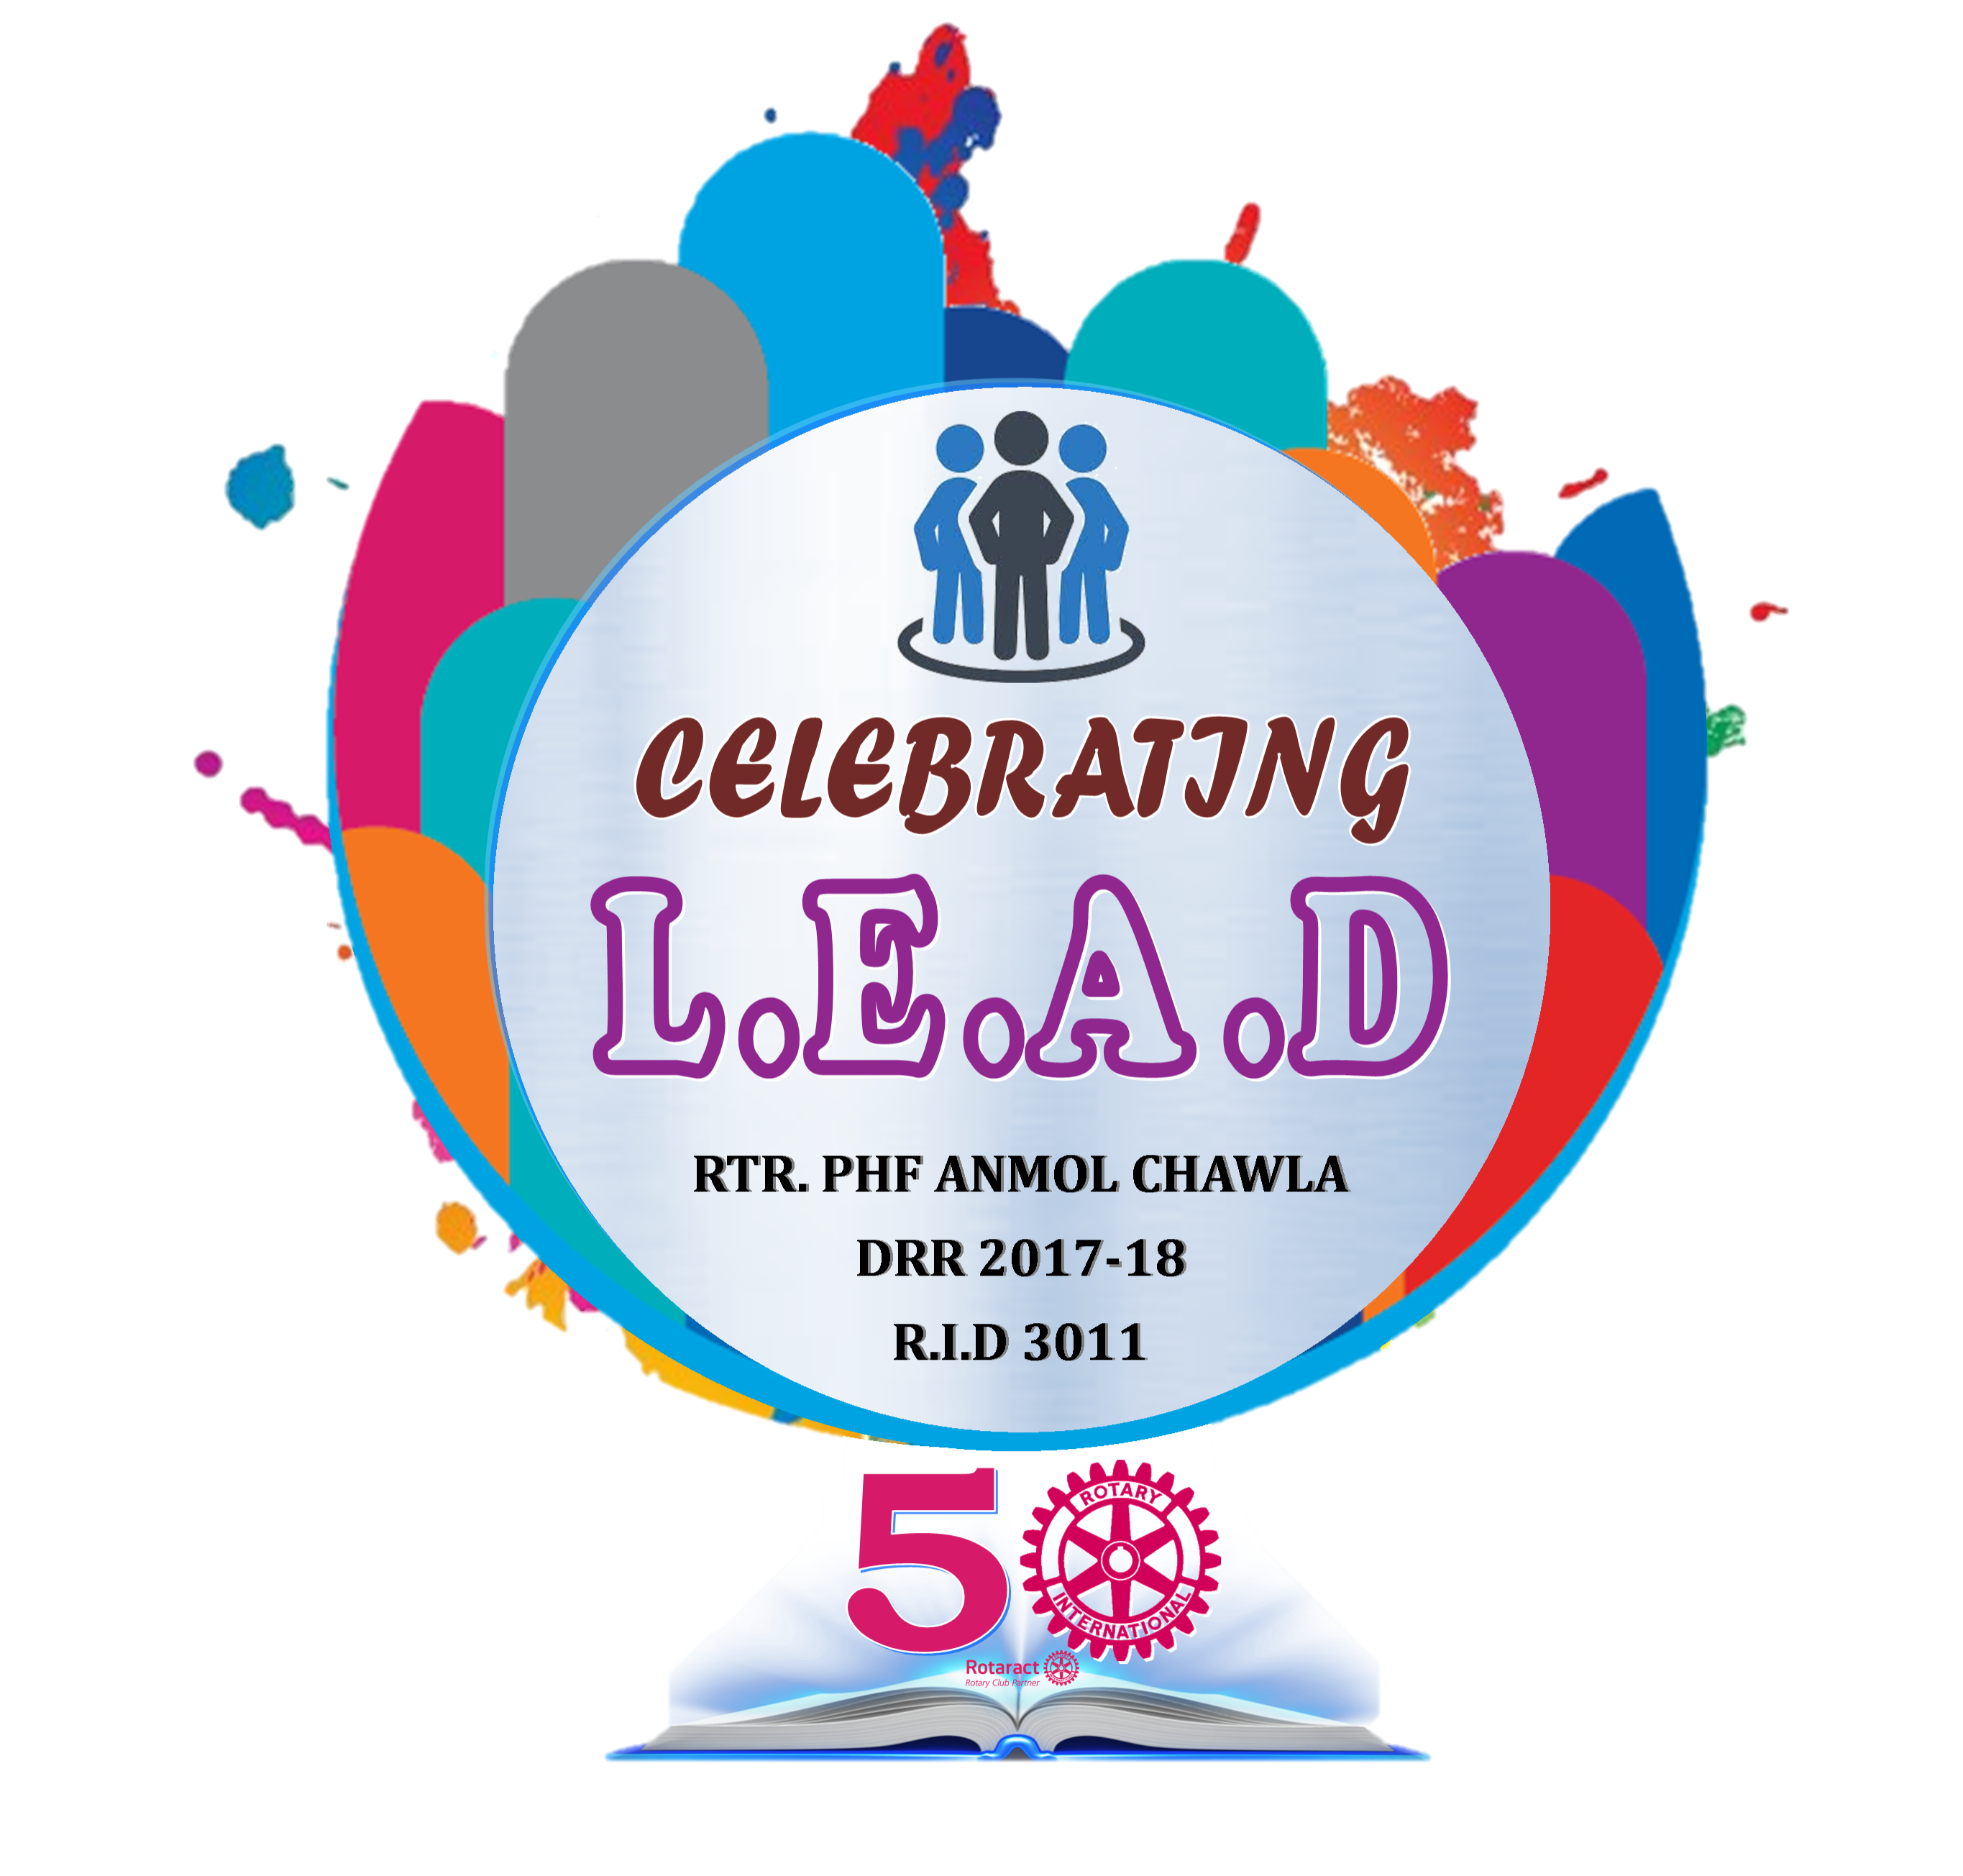 CELEBRATING
L.E.A.D
RTR. PHF ANMOL CHAWLA
DRR 2017-18
R.I.D 3011
50
ROTARY
INTERNATIONAL
Rotaract
Rotary Club Partner